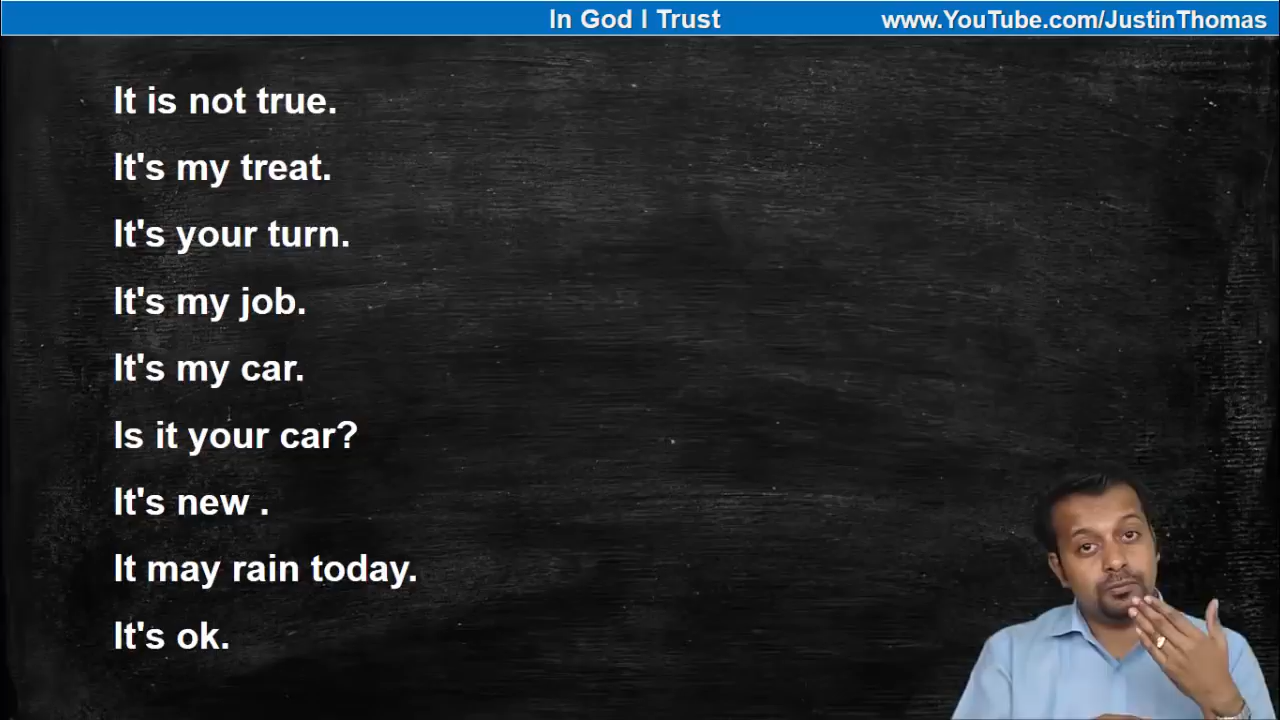 In God I Trust
www.YouTube.com/JustinThomas
It is not true.
It's my treat.
It's your turn.
It's my job.
It's my car.
Is it your car?
It's new .
It may rain today.
It's ok.